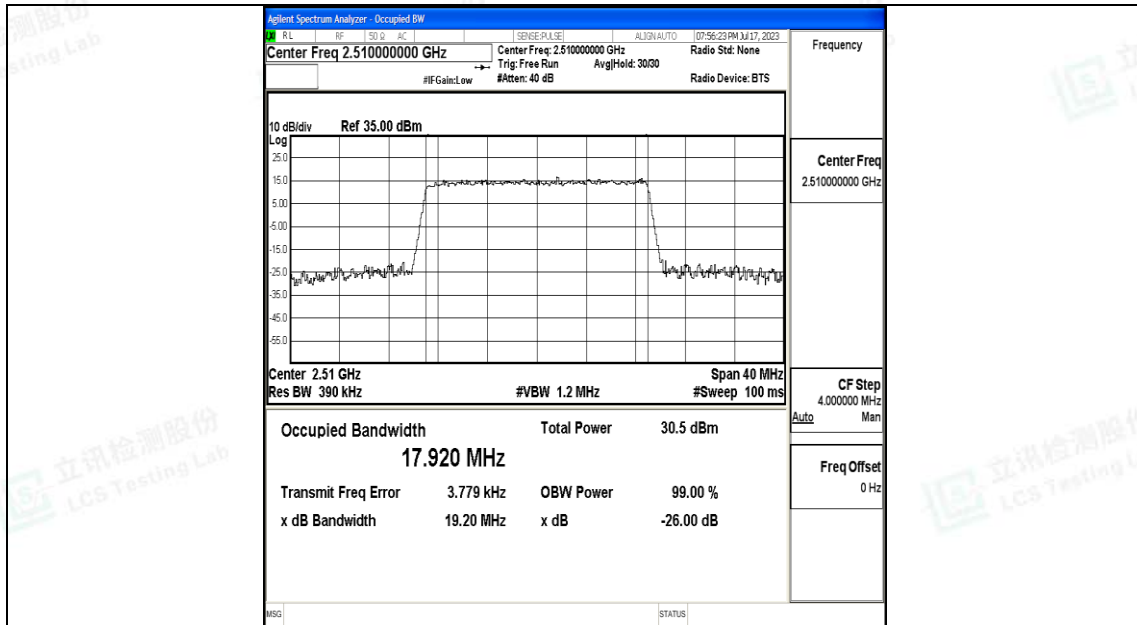 Agilent Spectrum Analyzer - Occupied BW
LXI RL RF 50 Ω AC SENSE:PULSE ALIGNAUTO 07:56:23 PM Jul 17, 2023
Center Freq 2.510000000 GHz
Center Freq: 2.510000000 GHz Radio Std: None
Trig: Free Run Avg|Hold: 30/30
#IFGain:Low #Atten: 40 dB Radio Device: BTS
Frequency
10 dB/div Ref 35.00 dBm
Log
25.0
15.0
5.00
-5.00
-15.0
-25.0
-35.0
-45.0
-55.0
Center 2.51 GHz Span 40 MHz
Res BW 390 kHz #VBW 1.2 MHz #Sweep 100 ms
Occupied Bandwidth Total Power 30.5 dBm
17.920 MHz
Transmit Freq Error 3.779 kHz OBW Power 99.00 %
x dB Bandwidth 19.20 MHz x dB -26.00 dB
Center Freq
2.510000000 GHz
CF Step
4.000000 MHz
Auto Man
Freq Offset
0 Hz
MSG STATUS
立讯检测股份
LCS Testing Lab
立讯检测股份
LCS Testing L